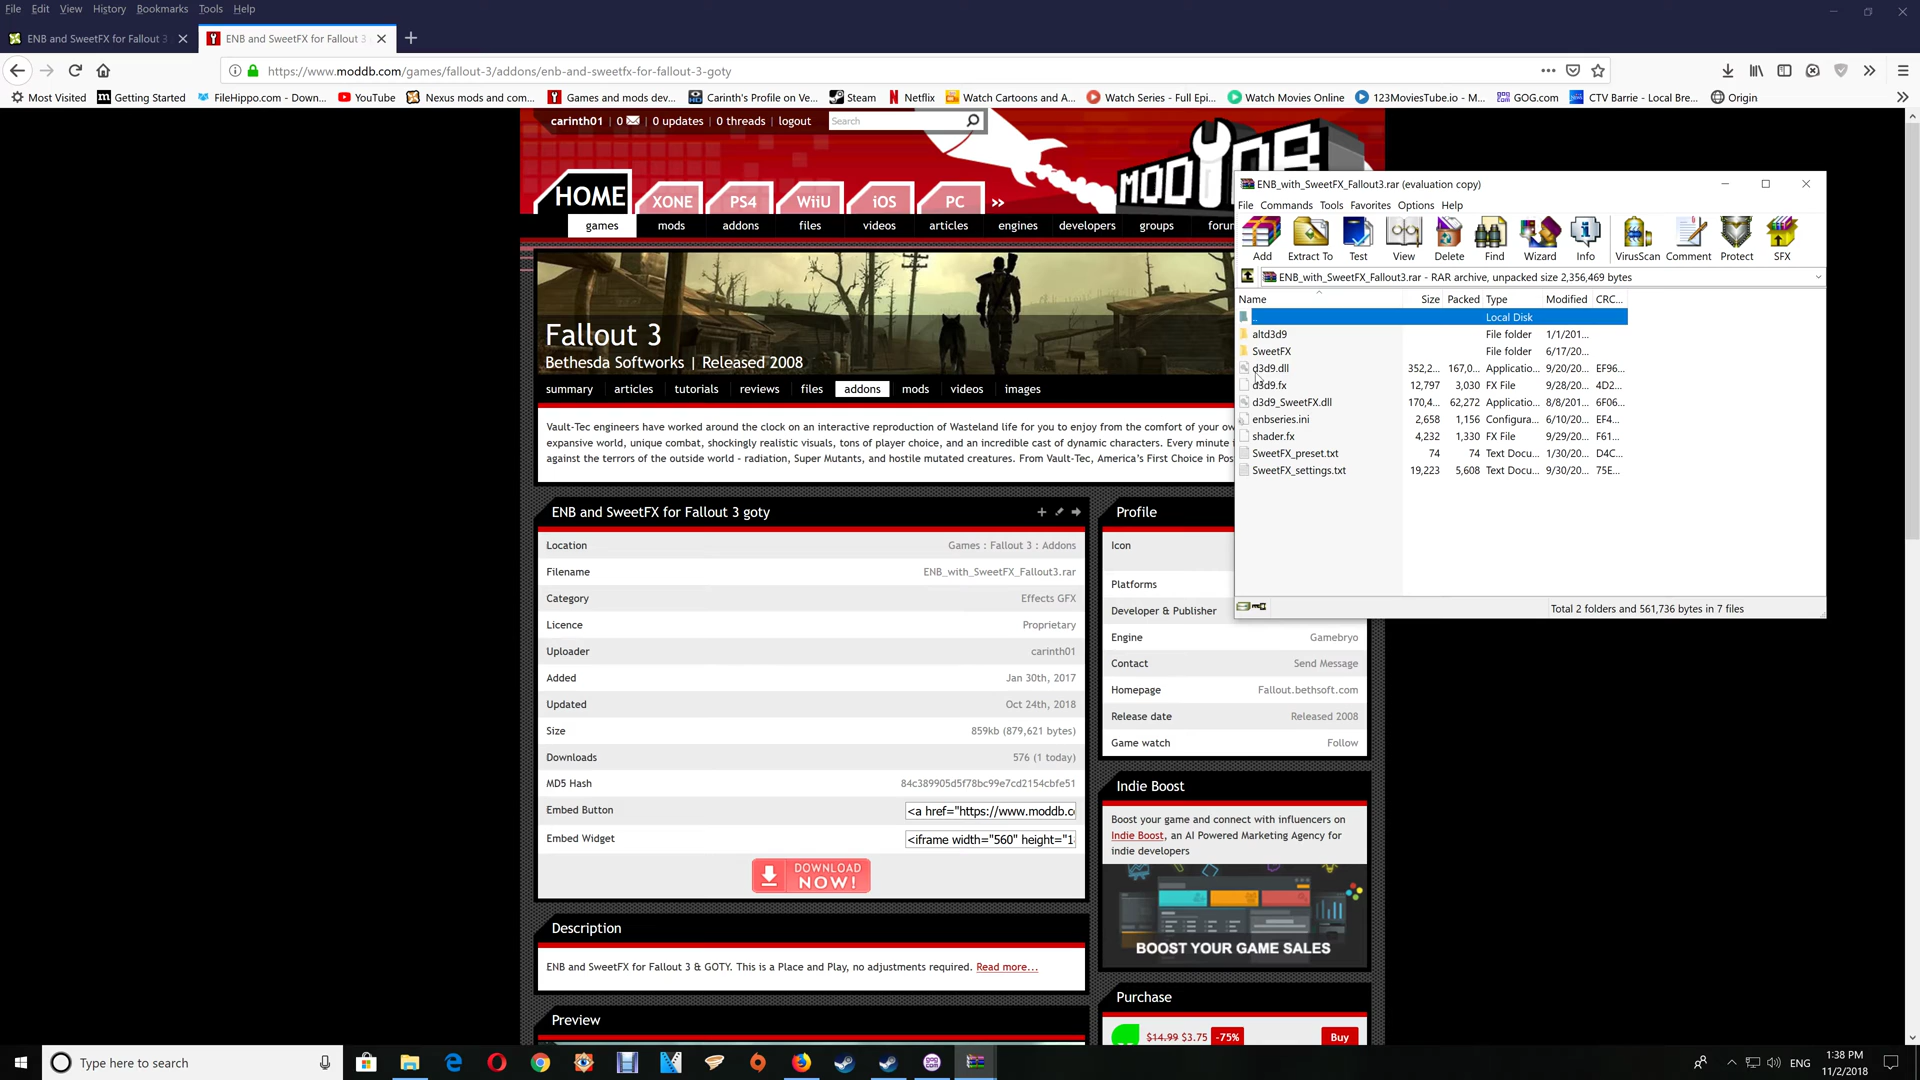 File Edit View History Bookmarks Tools Help
ENB and SweetFX for Fallout 3
ENB and SweetFX for Fallout 3
https://www.moddb.com/games/fallout-3/addons/enb-and-sweetfx-for-fallout-3-goty
Most Visited Getting Started FileHippo.com - Down... YouTube Nexus mods and com... Games and mods dev... Carinth's Profile on Ve... Steam Netflix Watch Cartoons and A... Watch Series - Full Epi... Watch Movies Online 123MoviesTube.io - M... GOG.com CTV Barrie - Local Bre... Origin
carinth01 | 0 | 0 updates | 0 threads | logout
Search
HOME XONE PS4 WiiU iOS PC »
games mods addons files videos articles engines developers groups forum
Fallout 3
Bethesda Softworks | Released 2008
summary articles tutorials reviews files addons mods videos images
Vault-Tec engineers have worked around the clock on an interactive reproduction of Wasteland life for you to enjoy from the comfort of your
expansive world, unique combat, shockingly realistic visuals, tons of player choice, and an incredible cast of dynamic characters. Every minute
against the terrors of the outside world - radiation, Super Mutants, and hostile mutated creatures. From Vault-Tec, America's First Choice in
ENB and SweetFX for Fallout 3 goty
Location Games : Fallout 3 : Addons
Filename ENB_with_SweetFX_Fallout3.rar
Category Effects GFX
Licence Proprietary
Uploader carinth01
Added Jan 30th, 2017
Updated Oct 24th, 2018
Size 859kb (879,621 bytes)
Downloads 576 (1 today)
MD5 Hash 84c389905d5f78bc99e7cd2154cbfe51
Embed Button <a href="https://www.moddb.c
Embed Widget <iframe width="560" height="1
DOWNLOAD
NOW!
Description
ENB and SweetFX for Fallout 3 & GOTY. This is a Place and Play, no adjustments required. Read more...
Preview
Profile
Icon
Platforms
Developer & Publisher
Engine Gamebryo
Contact Send Message
Homepage Fallout.bethsoft.com
Release date Released 2008
Game watch Follow
Indie Boost
Boost your game and connect with influencers on
Indie Boost, an AI Powered Marketing Agency for
indie developers
BOOST YOUR GAME SALES
Purchase
$14.99 $3.75 -75% Buy
ENB_with_SweetFX_Fallout3.rar (evaluation copy)
File Commands Tools Favorites Options Help
Add Extract To Test View Delete Find Wizard Info VirusScan Comment Protect SFX
ENB_with_SweetFX_Fallout3.rar - RAR archive, unpacked size 2,356,469 bytes
Name Size Packed Type Modified CRC...
.. Local Disk
altd3d9 File folder 1/1/201...
SweetFX File folder 6/17/20...
d3d9.dll 352,2... 167,0... Applicatio... 9/20/20... EF96...
d3d9.fx 12,797 3,030 FX File 9/28/20... 4D2...
d3d9_SweetFX.dll 170,4... 62,272 Applicatio... 8/8/201... 6F06...
enbseries.ini 2,658 1,156 Configura... 6/10/20... EF4...
shader.fx 4,232 1,330 FX File 9/29/20... F61...
SweetFX_preset.txt 74 74 Text Docu... 1/30/20... D4C...
SweetFX_settings.txt 19,223 5,608 Text Docu... 9/30/20... 75E...
Total 2 folders and 561,736 bytes in 7 files
Type here to search
ENG
1:38 PM
11/2/2018